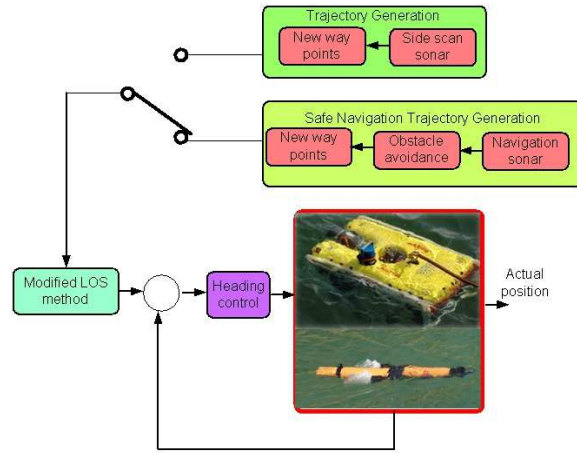 Trajectory Generation
New way
points
Side scan
sonar
Safe Navigation Trajectory Generation
New way
points
Obstacle
avoidance
Navigation
sonar
Modified LOS
method
Heading
control
Actual
position